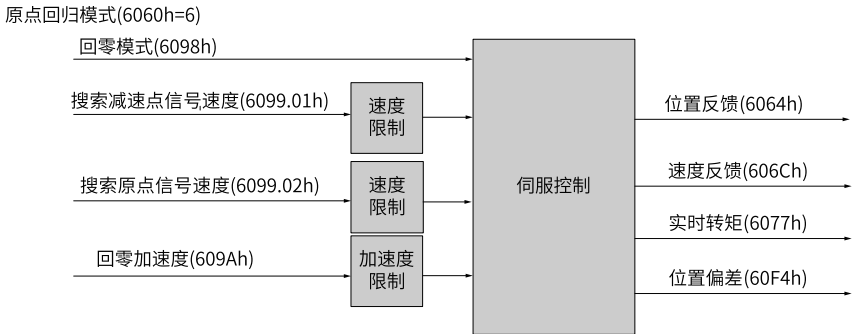 原点回归模式(6060h=6)
回零模式(6098h)
搜索减速点信号速度(6099.01h)
速度
限制
搜索原点信号速度(6099.02h)
速度
限制
回零加速度(609Ah)
加速度
限制
伺服控制
位置反馈(6064h)
速度反馈(606Ch)
实时转矩(6077h)
位置偏差(60F4h)